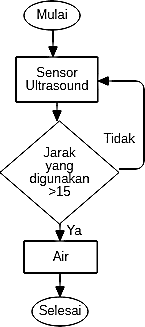 Mulai
Sensor
Ultrasound
Tidak
Jarak
yang
digunakan
>15
Ya
Air
Selesai